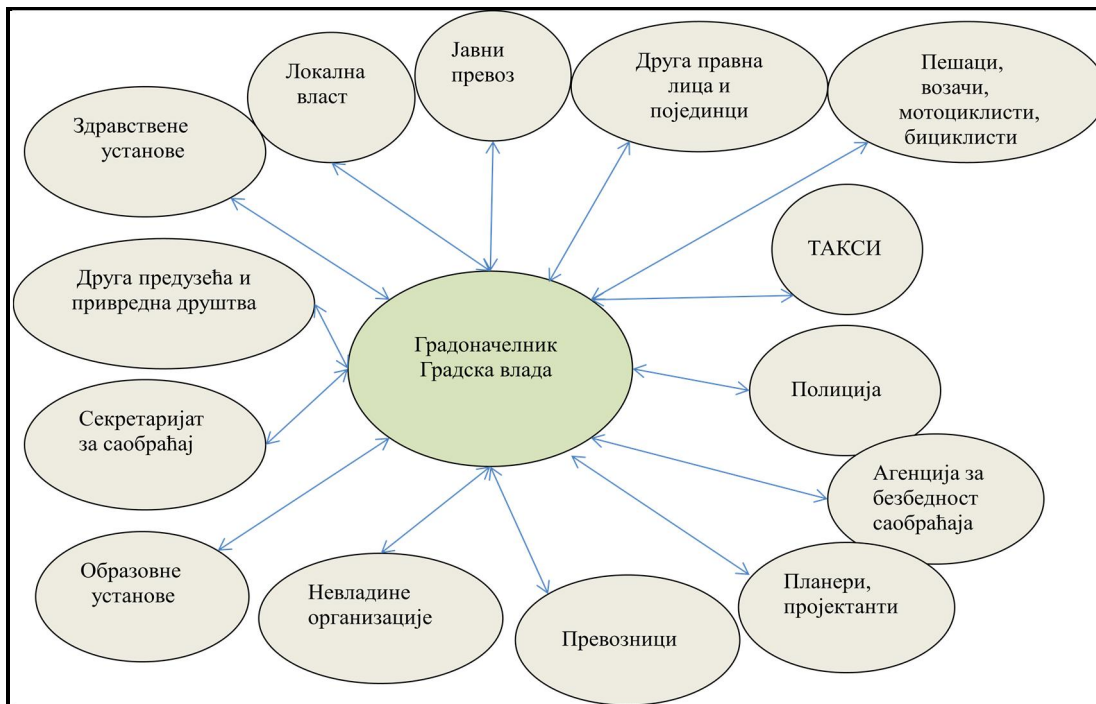 Јавни
превоз
Локална
власт
Друга правна
лица и
појединци
Пешаци,
возачи,
мотоциклисти,
бициклисти
Здравствене
установе
ТАКСИ
Друга предузећа и
привредна друштва
Градоначелник
Градска влада
Полиција
Секретаријат
за саобраћај
Агенција за
безбедност
саобраћаја
Образовне
установе
Невладине
организације
Превозници
Планери,
пројектанти